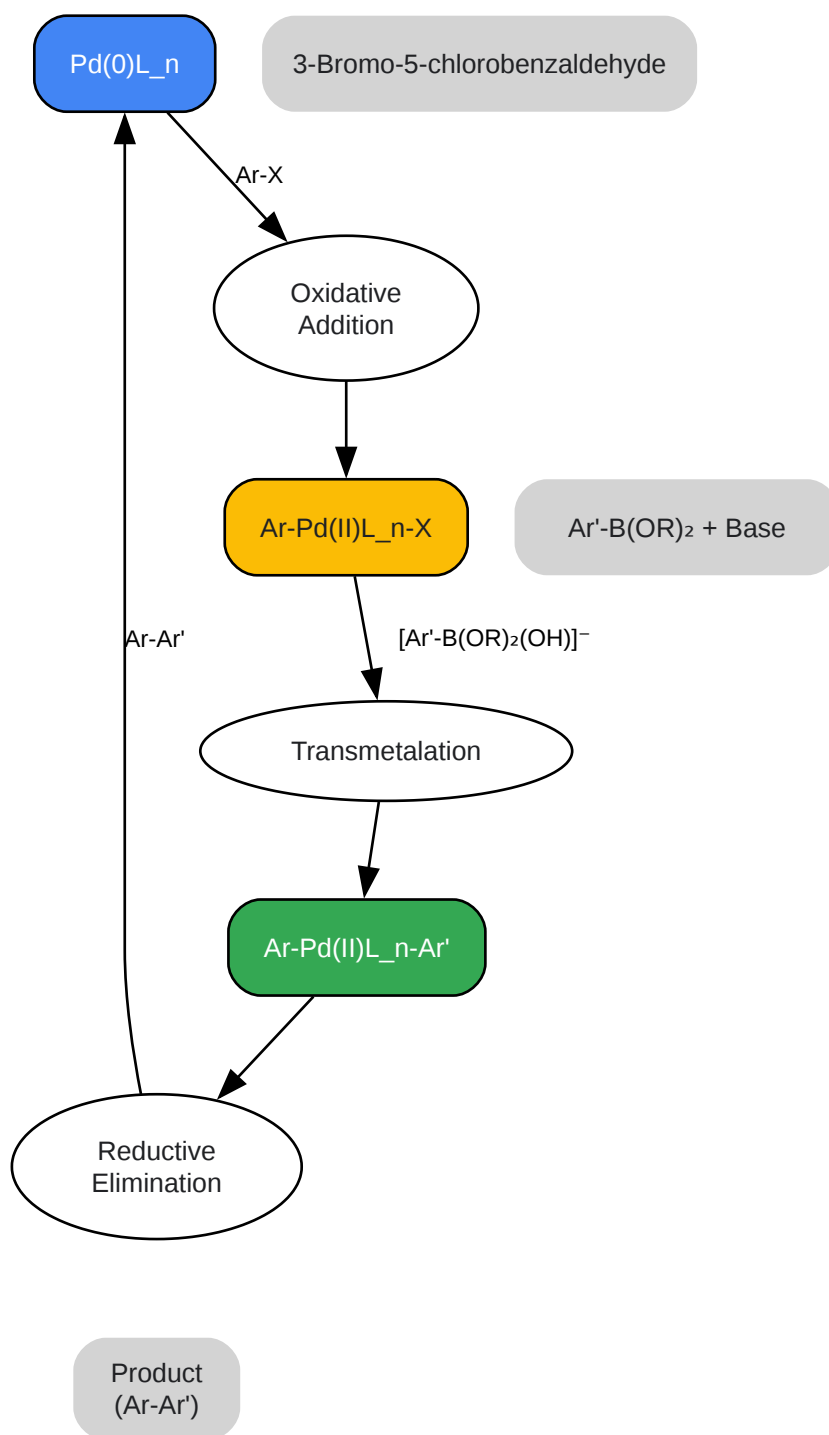 Pd(0)L_n
3-Bromo-5-chlorobenzaldehyde
Ar-X
Oxidative
Addition
Ar-Pd(II)L_n-X
Ar'-B(OR)₂ + Base
Ar-Ar'
[Ar'-B(OR)₂(OH)]⁻
Transmetalation
Ar-Pd(II)L_n-Ar'
Reductive
Elimination
Product
(Ar-Ar')